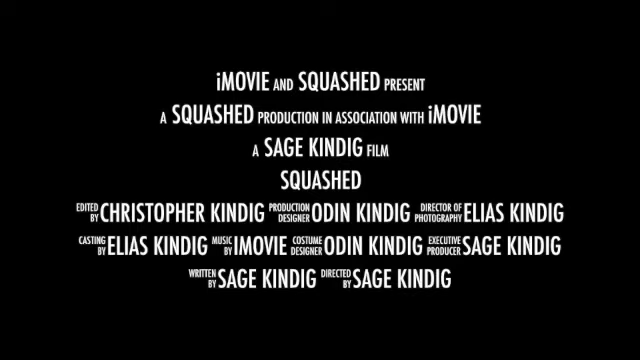 iMOVIE AND SQUASHED PRESENT
A SQUASHED PRODUCTION IN ASSOCIATION WITH iMOVIE
A SAGE KINDIG FILM
SQUASHED
EDITED BY CHRISTOPHER KINDIG PRODUCTION DESIGNER ODIN KINDIG DIRECTOR OF PHOTOGRAPHY ELIAS KINDIG
CASTING BY ELIAS KINDIG MUSIC BY IMOVIE COSTUME DESIGNER ODIN KINDIG EXECUTIVE PRODUCER SAGE KINDIG
WRITTEN BY SAGE KINDIG DIRECTED BY SAGE KINDIG